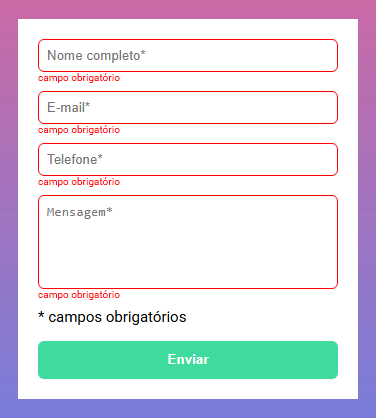 Nome completo*
campo obrigatório
E-mail*
campo obrigatório
Telefone*
campo obrigatório
Mensagem*
campo obrigatório
* campos obrigatórios
Enviar